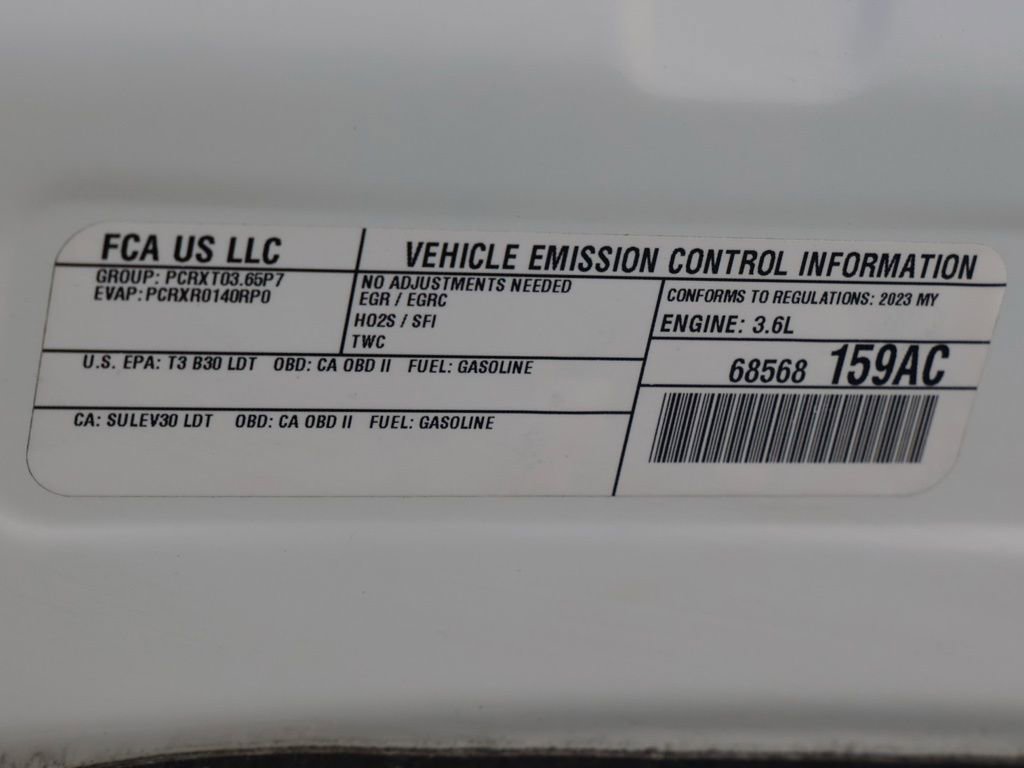 FCA US LLC
VEHICLE EMISSION CONTROL INFORMATION
GROUP: PCRXT03.65P7
EVAP: PCRXR0140RP0
NO ADJUSTMENTS NEEDED
EGR / EGRC
HO2S / SFI
TWC
CONFORMS TO REGULATIONS: 2023 MY
ENGINE: 3.6L
U.S. EPA: T3 B30 LDT OBD: CA OBD II FUEL: GASOLINE
68568 159AC
CA: SULEV30 LDT OBD: CA OBD II FUEL: GASOLINE